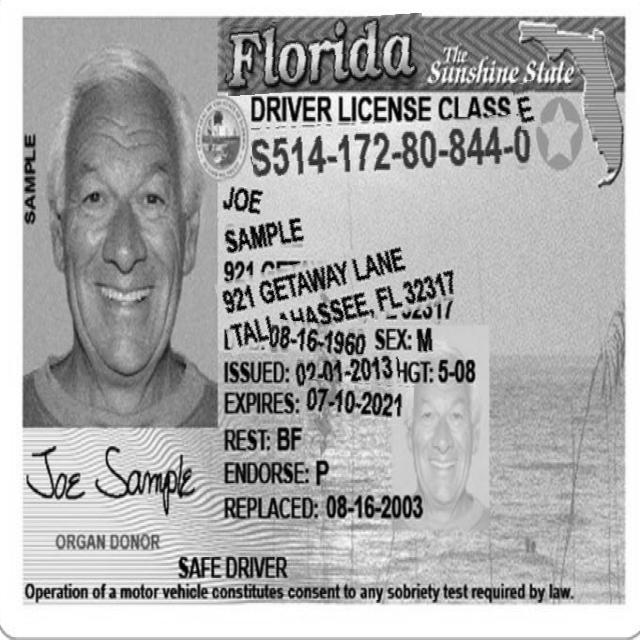 Florida
The
Sunshine State
DRIVER LICENSE CLASS E
S514-172-80-844-0
SAMPLE
JOE
SAMPLE
921
921 GETAWAY LANE
TALLAHASSEE, FL 32317
08-16-1960 SEX: M
ISSUED: 02-01-2013 HGT: 5-08
EXPIRES: 07-10-2021
REST: BF
ENDORSE: P
REPLACED: 08-16-2003
Joe Sample
ORGAN DONOR
SAFE DRIVER
Operation of a motor vehicle constitutes consent to any sobriety test required by law.